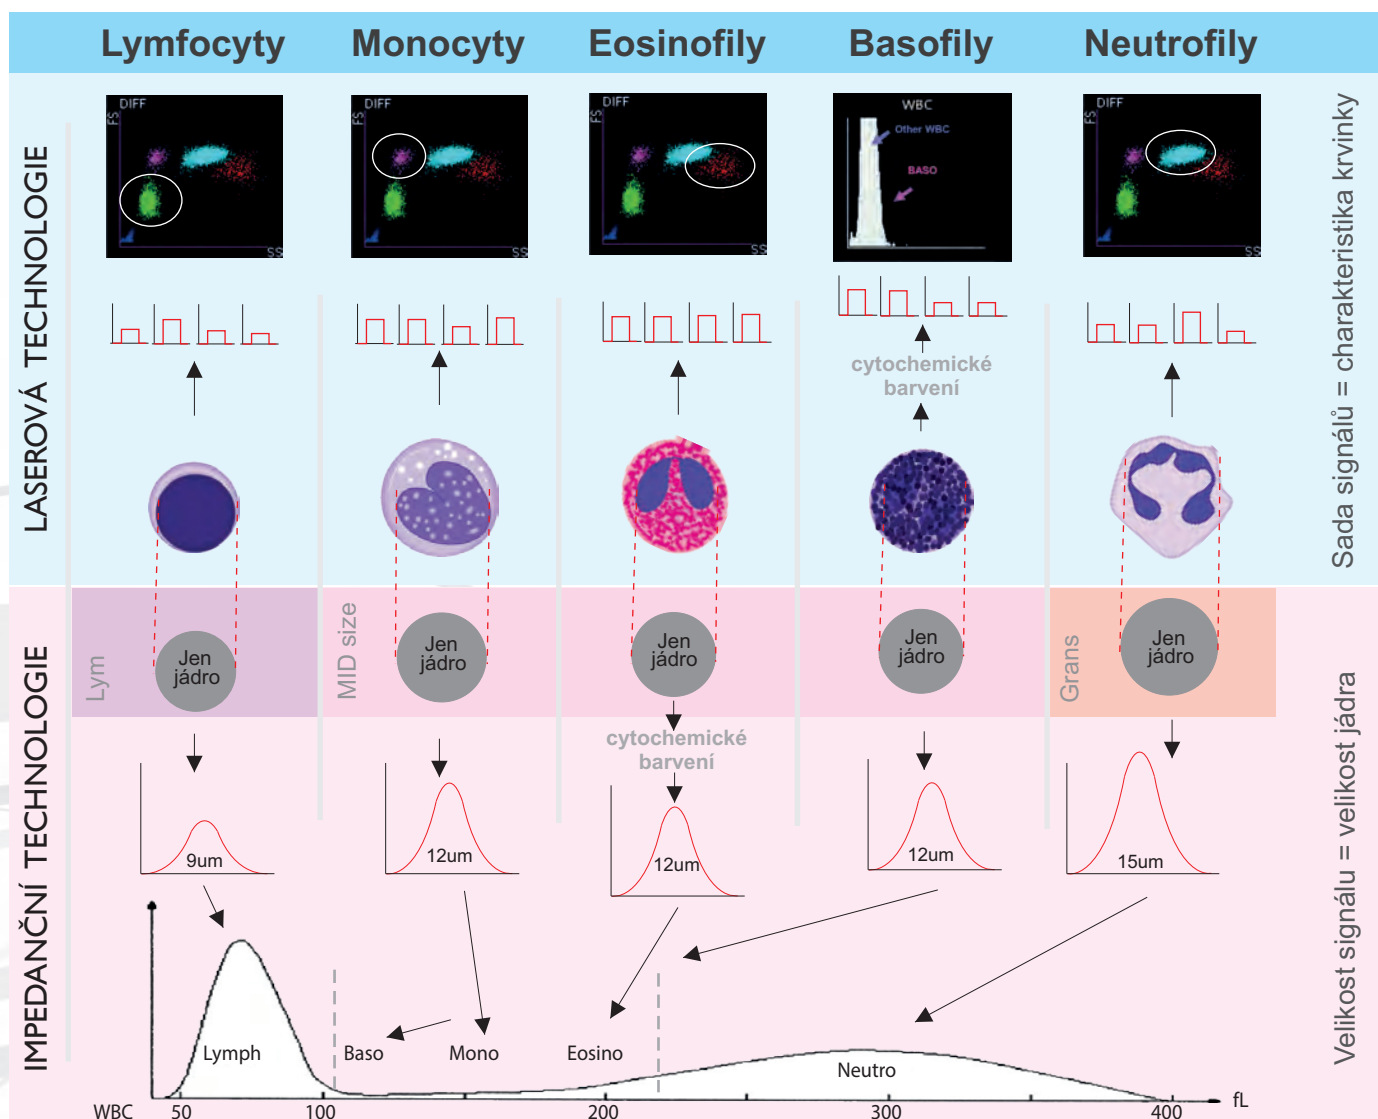 Lymfocyty
Monocyty
Eosinofily
Basofily
Neutrofily
LASEROVÁ TECHNOLOGIE
DIFF
FS
SS
DIFF
FS
SS
DIFF
FS
SS
WBC
Other WBC
BASO
DIFF
FS
SS
Sada signálů = charakteristika krvinky
cytochemické
barvení
IMPEDANČNÍ TECHNOLOGIE
Lym
Jen
jádro
MID size
Jen
jádro
Jen
jádro
Jen
jádro
Grans
Jen
jádro
Velikost signálu = velikost jádra
cytochemické
barvení
9um
12um
12um
12um
15um
Lymph
Baso
Mono
Eosino
Neutro
WBC
50
100
200
300
400
fL